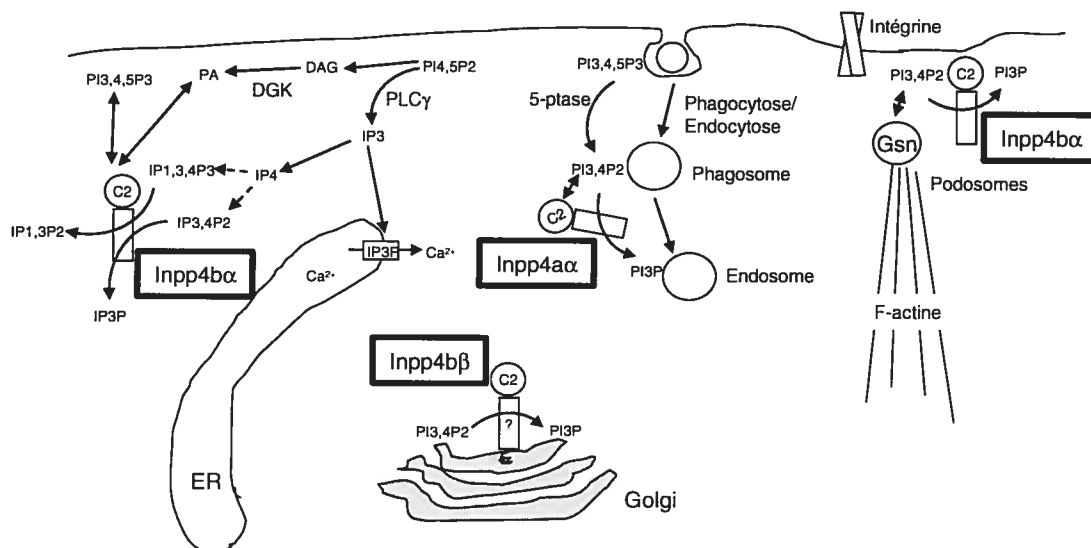 Intégrine
PI3,4,5P3
PA
DAG
PI4,5P2
DGK
PLCγ
IP3
IP1,3,4P3
IP4
C2
IP3,4P2
IP1,3P2
Inpp4bα
IP3P
IP3R
Ca²⁺
Ca²⁺
ER
PI3,4,5P3
5-ptase
Phagocytose/
Endocytose
PI3,4P2
Phagosome
C2
Inpp4aα
PI3P
Endosome
PI3,4P2
C2
PI3P
Gsn
Inpp4bα
Podosomes
F-actine
Inpp4bβ
C2
PI3,4P2
?
PI3P
Golgi